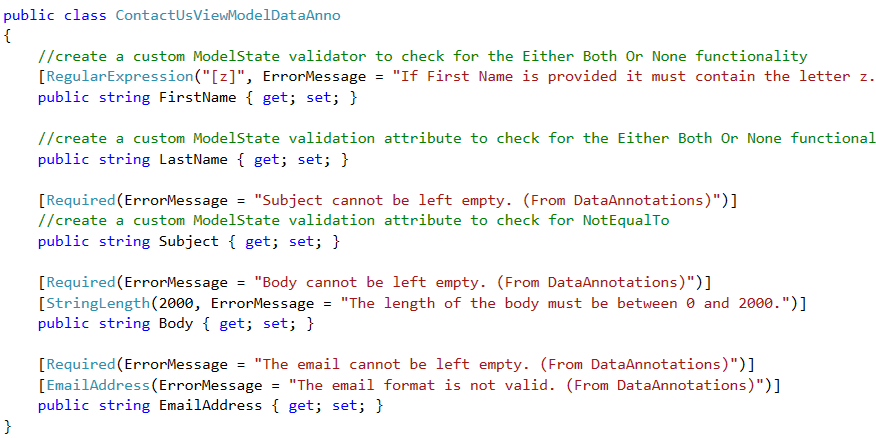 public class ContactUsViewModelDataAnno
{
    //create a custom ModelState validator to check for the Either Both Or None functionality
    [RegularExpression("[z]", ErrorMessage = "If First Name is provided it must contain the letter z.
    public string FirstName { get; set; }

    //create a custom ModelState validation attribute to check for the Either Both Or None functional
    public string LastName { get; set; }

    [Required(ErrorMessage = "Subject cannot be left empty. (From DataAnnotations)")]
    //create a custom ModelState validation attribute to check for NotEqualTo
    public string Subject { get; set; }

    [Required(ErrorMessage = "Body cannot be left empty. (From DataAnnotations)")]
    [StringLength(2000, ErrorMessage = "The length of the body must be between 0 and 2000.")]
    public string Body { get; set; }

    [Required(ErrorMessage = "The email cannot be left empty. (From DataAnnotations)")]
    [EmailAddress(ErrorMessage = "The email format is not valid. (From DataAnnotations)")]
    public string EmailAddress { get; set; }
}